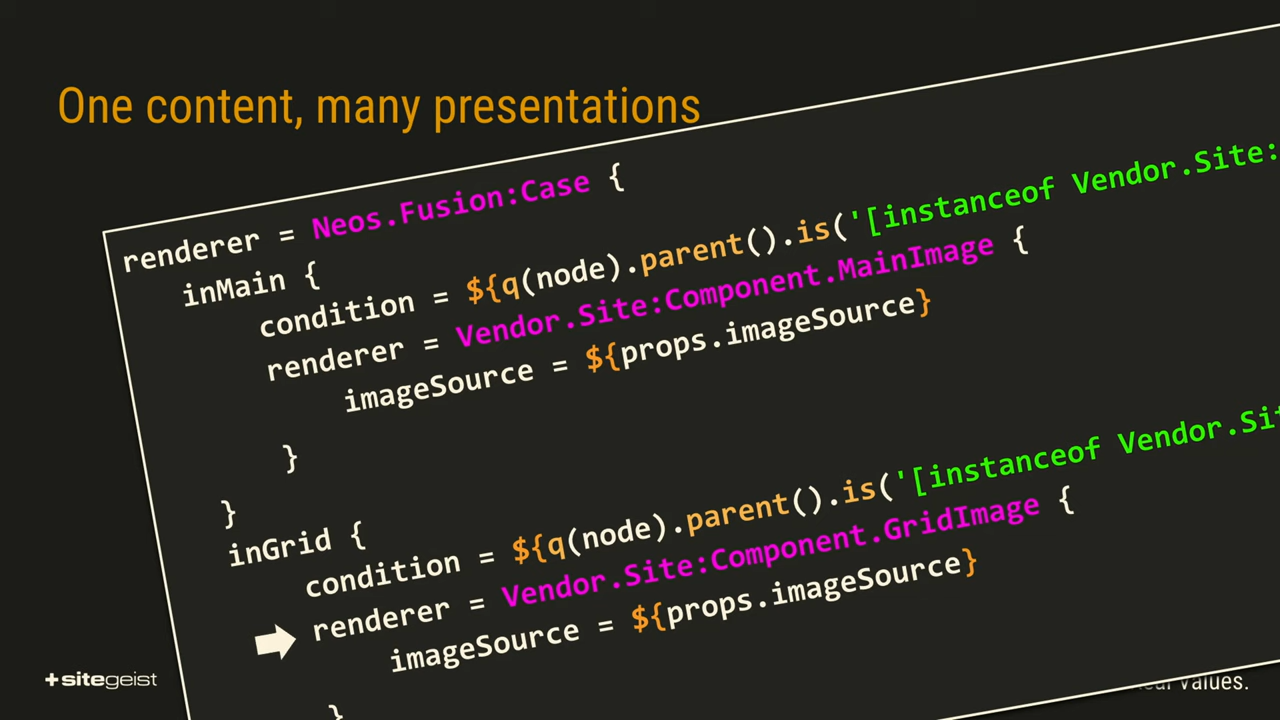 One content, many presentations
renderer = Neos.Fusion:Case {
inMain {
condition = ${q(node).parent().is('[instanceof Vendor.Site:
renderer = Vendor.Site:Component.MainImage {
imageSource = ${props.imageSource}
}
}
inGrid {
condition = ${q(node).parent().is('[instanceof Vendor.Sit
renderer = Vendor.Site:Component.GridImage {
imageSource = ${props.imageSource}
}
+sitegeist
values.